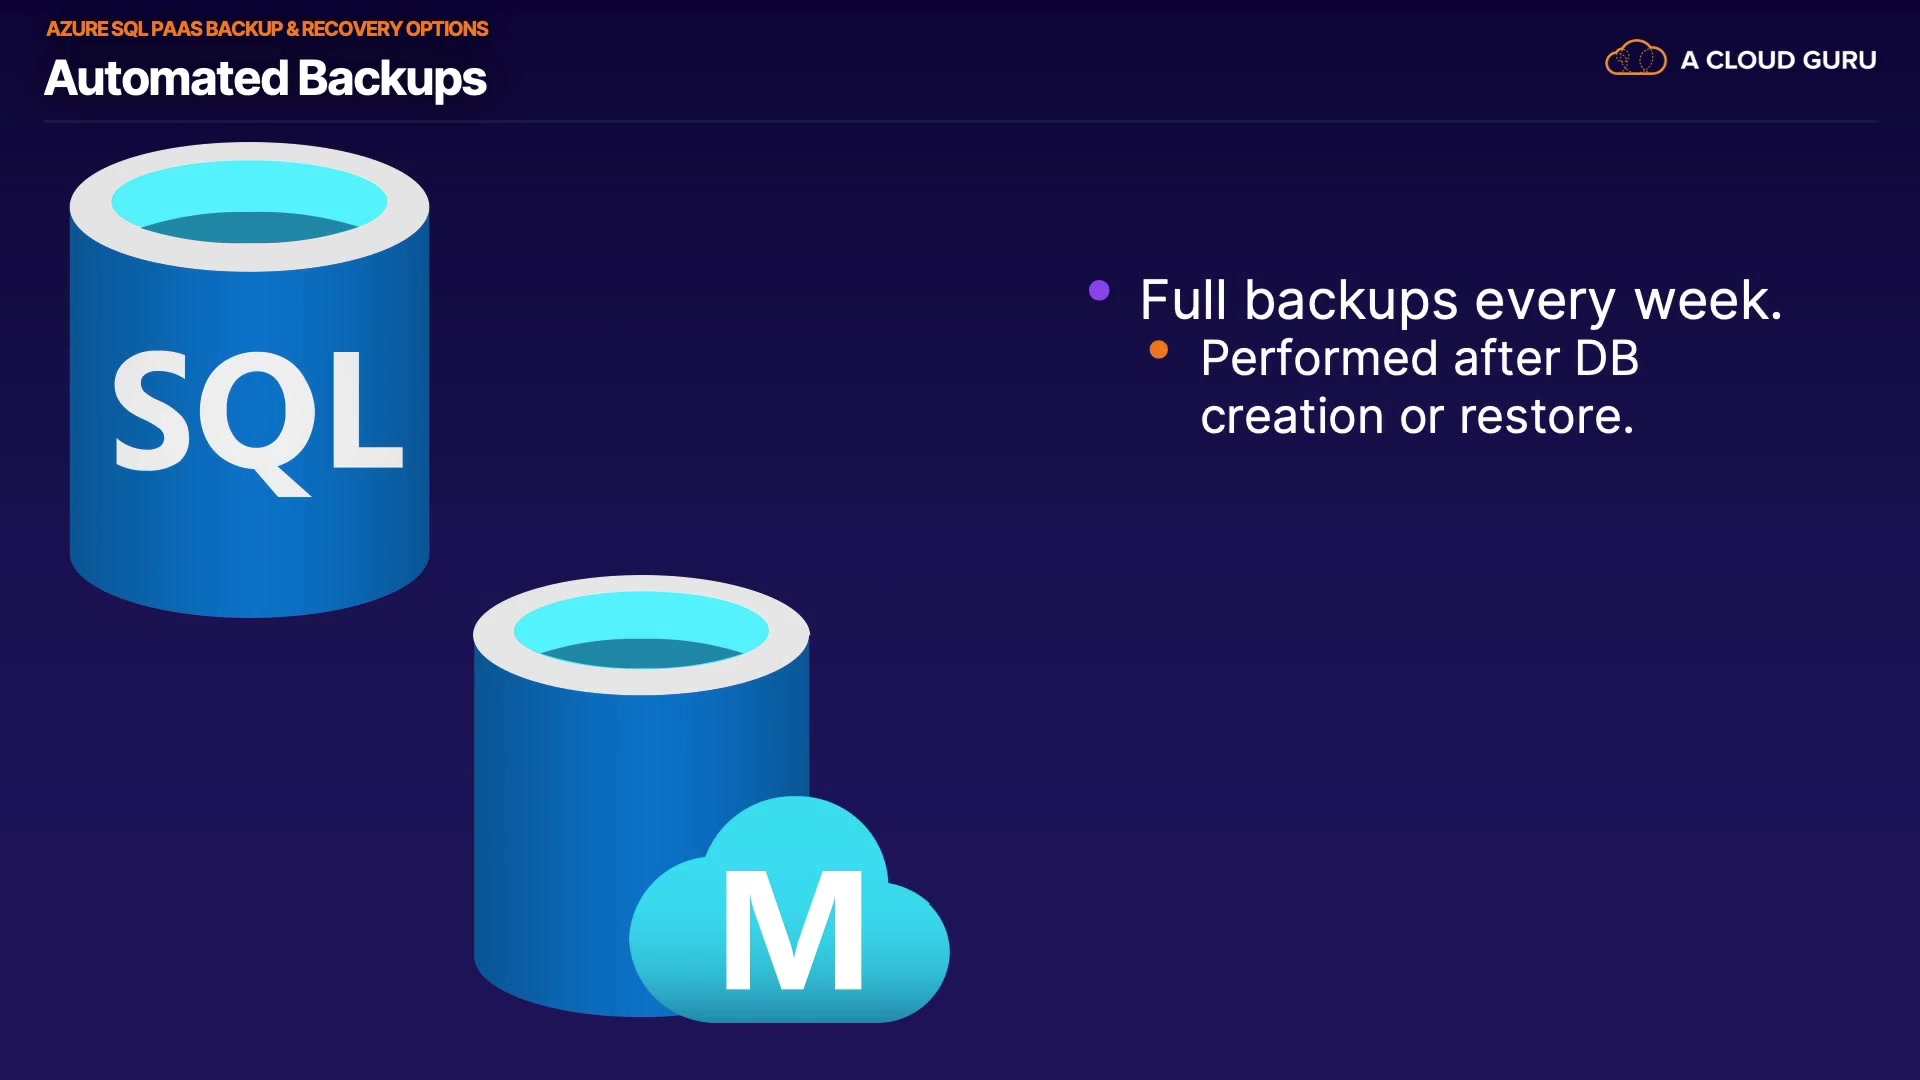 AZURE SQL PAAS BACKUP & RECOVERY OPTIONS
Automated Backups
A CLOUD GURU
SQL
Full backups every week.
Performed after DB
creation or restore.
M